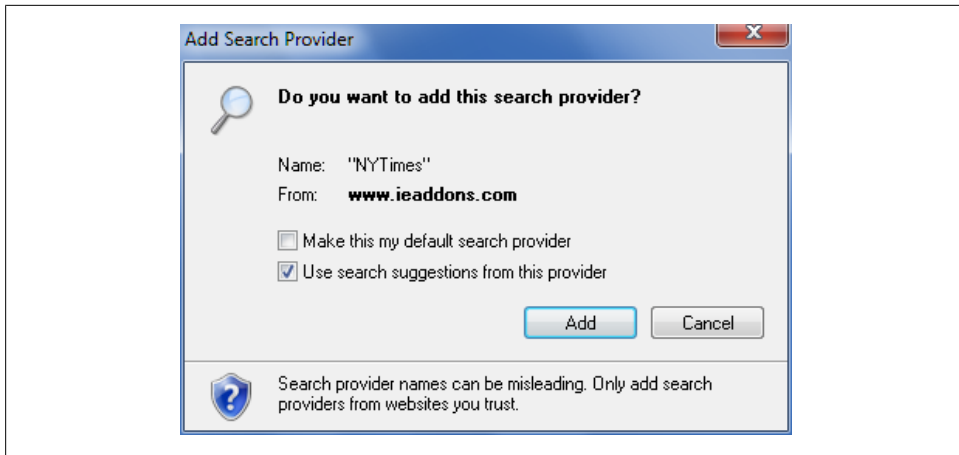 Add Search Provider
Do you want to add this search provider?
Name: "NYTimes"
From: www.ieaddons.com
Make this my default search provider
Use search suggestions from this provider
Add Cancel
Search provider names can be misleading. Only add search
providers from websites you trust.